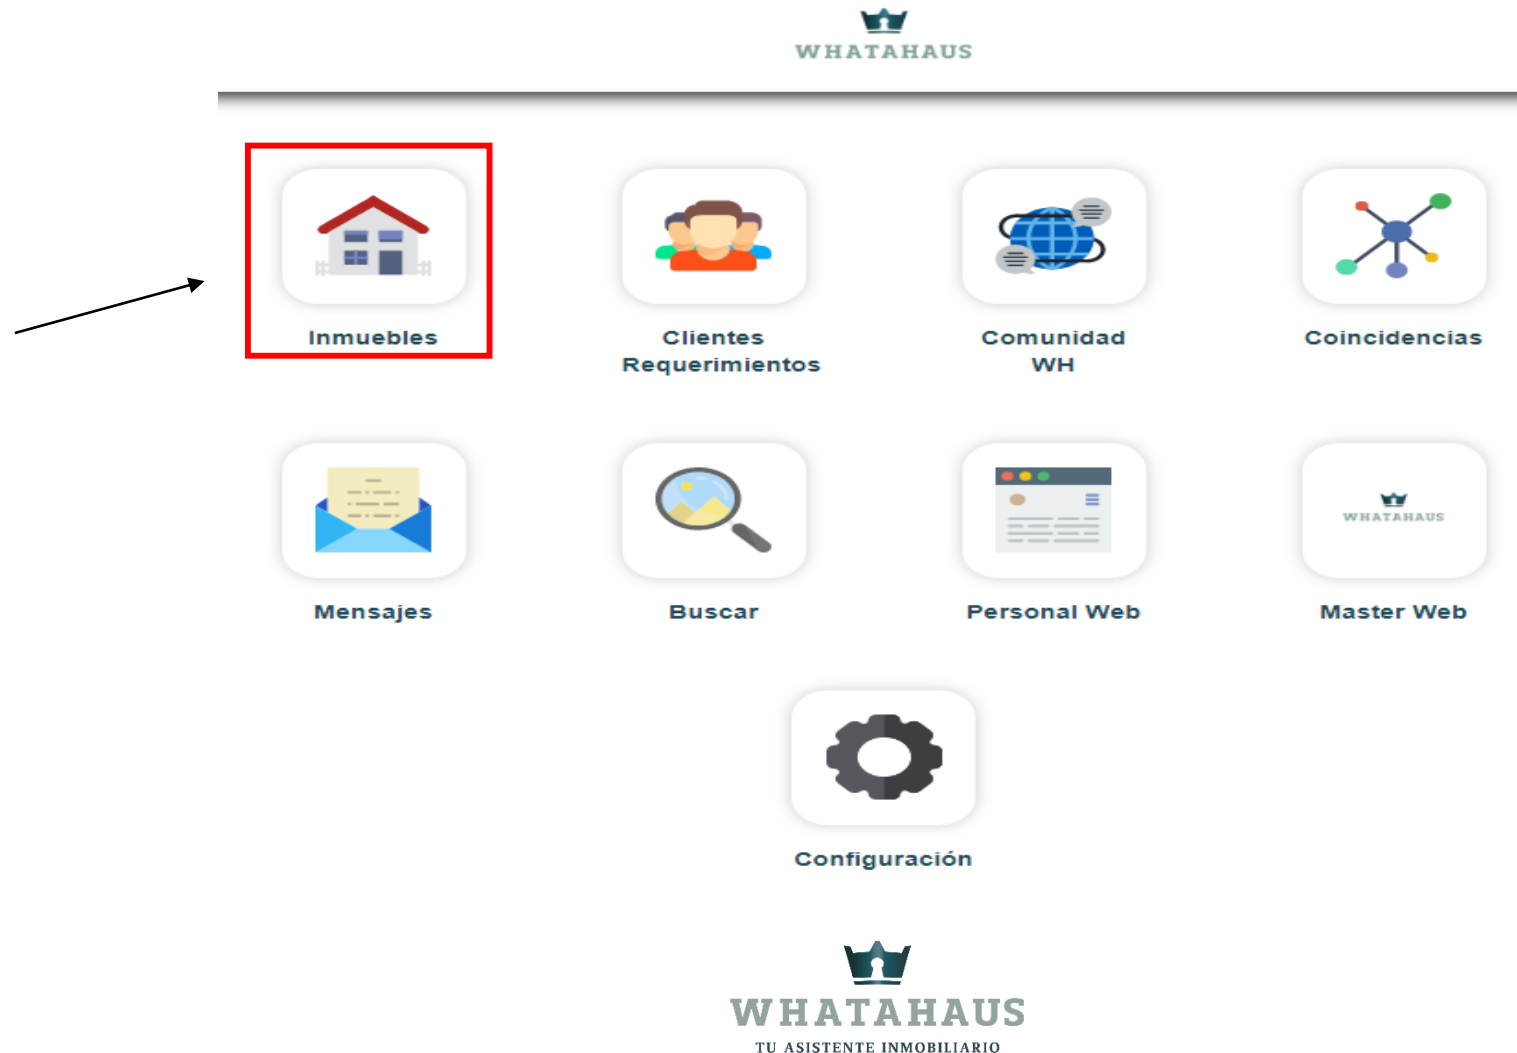 WHATAHAUS
Inmuebles
Clientes
Requerimientos
Comunidad
WH
Coincidencias
Mensajes
Buscar
Personal Web
WHATAHAUS
Master Web
Configuración
WHATAHAUS
TU ASISTENTE INMOBILIARIO